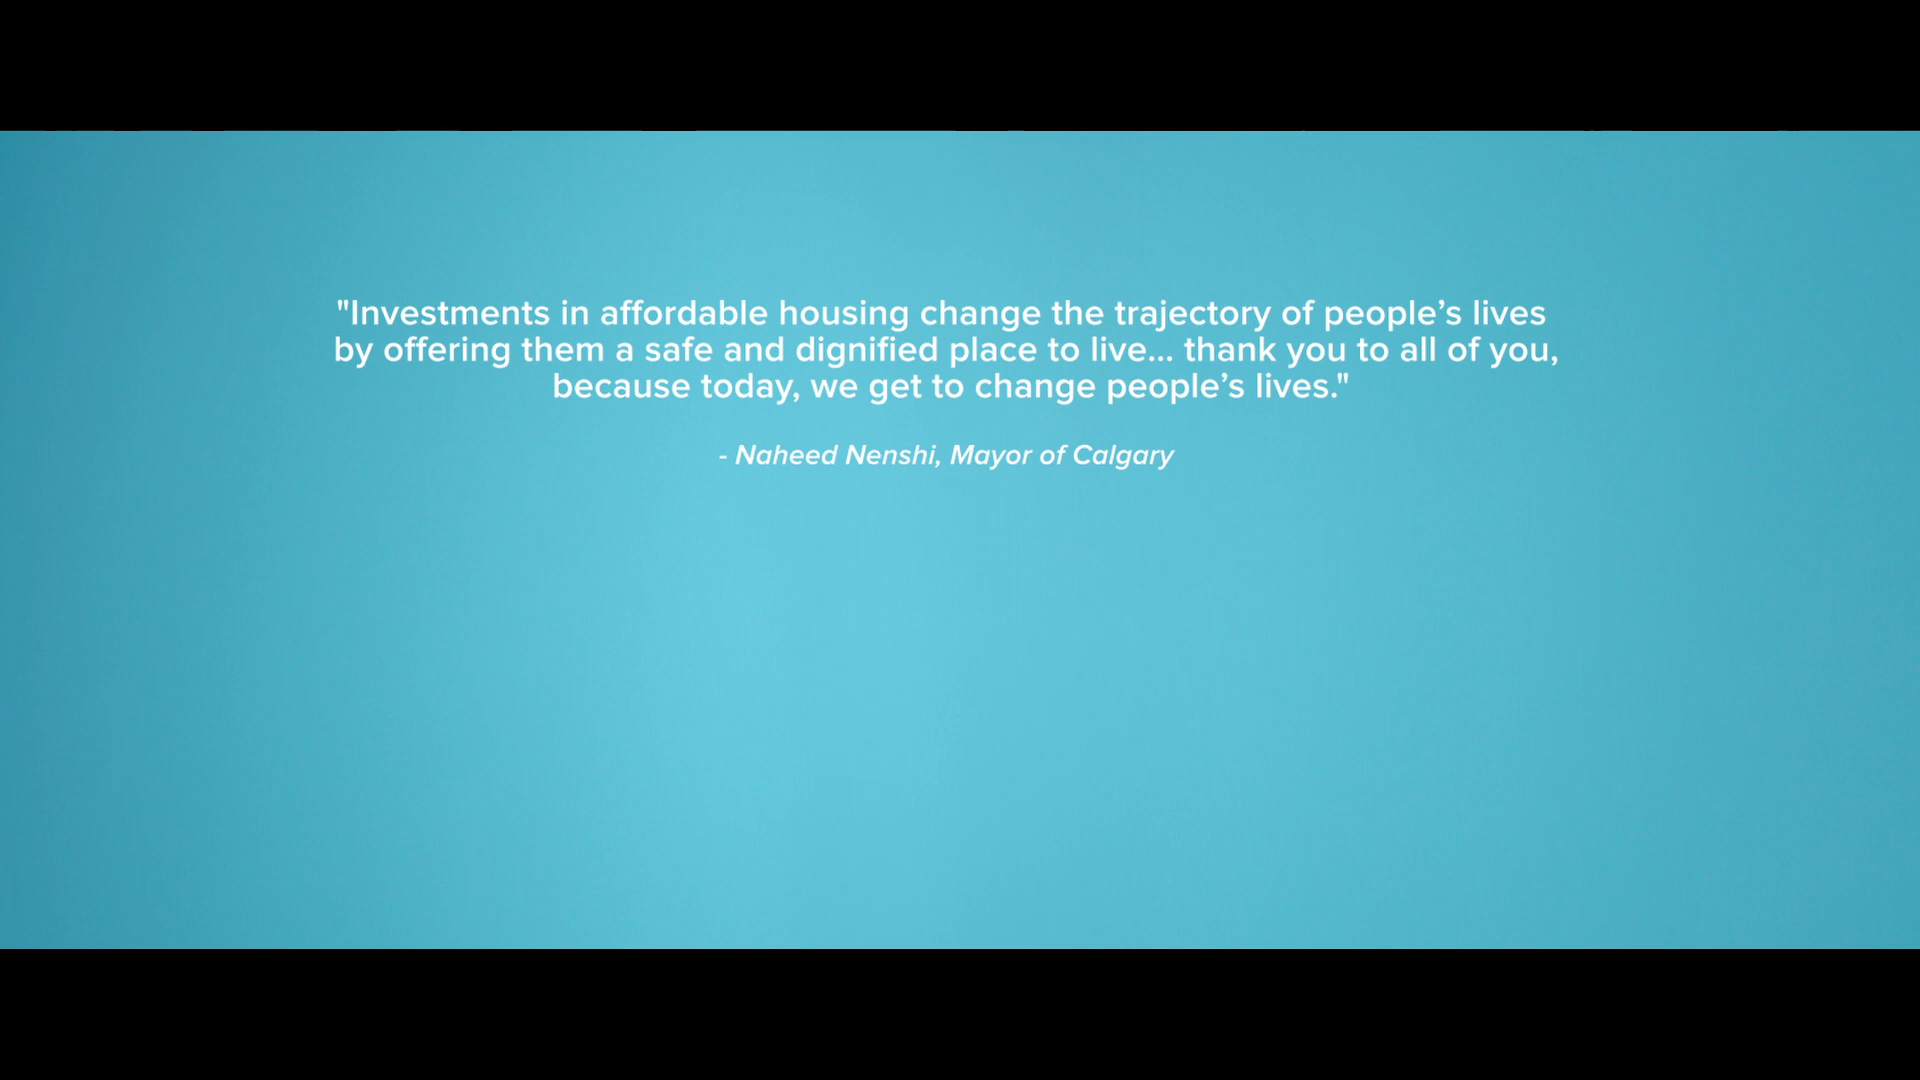 "Investments in affordable housing change the trajectory of people’s lives
by offering them a safe and dignified place to live... thank you to all of you,
because today, we get to change people’s lives."
- Naheed Nenshi, Mayor of Calgary